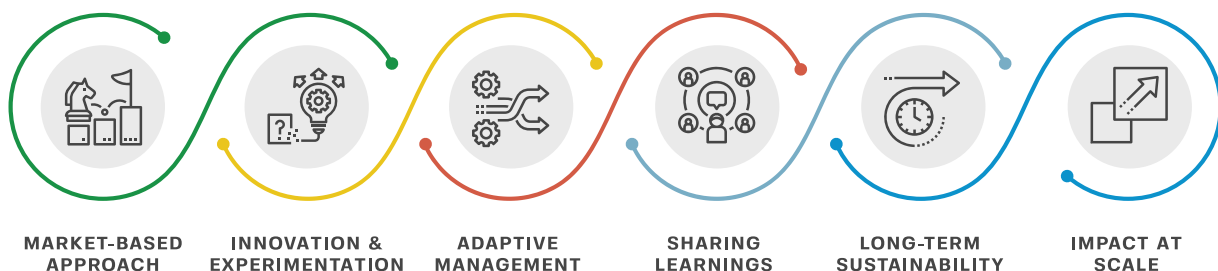 MARKET-BASED
APPROACH
INNOVATION &
EXPERIMENTATION
ADAPTIVE
MANAGEMENT
SHARING
LEARNINGS
LONG-TERM
SUSTAINABILITY
IMPACT AT
SCALE
?